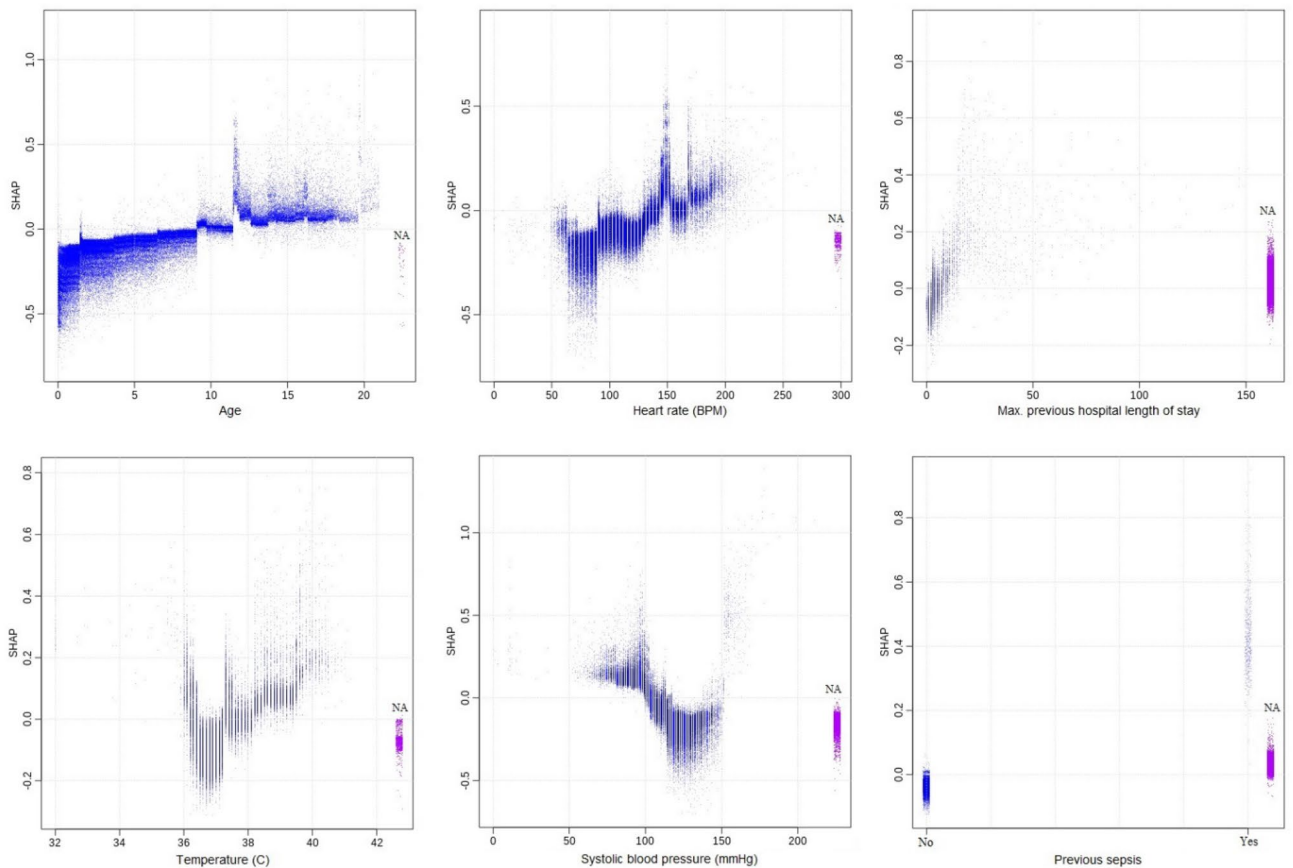 SHAP
1.0
0.5
0.0
-0.5
NA
0
5
10
15
20
Age
SHAP
0.5
0.0
-0.5
NA
0
50
100
150
200
250
300
Heart rate (BPM)
SHAP
0.8
0.6
0.4
0.2
0.0
-0.2
NA
0
50
100
150
Max. previous hospital length of stay
SHAP
0.8
0.6
0.4
0.2
0.0
-0.2
NA
32
34
36
38
40
42
Temperature (C)
SHAP
1.0
0.5
0.0
-0.5
NA
0
50
100
150
200
Systolic blood pressure (mmHg)
SHAP
0.8
0.6
0.4
0.2
0.0
NA
No
Yes
Previous sepsis